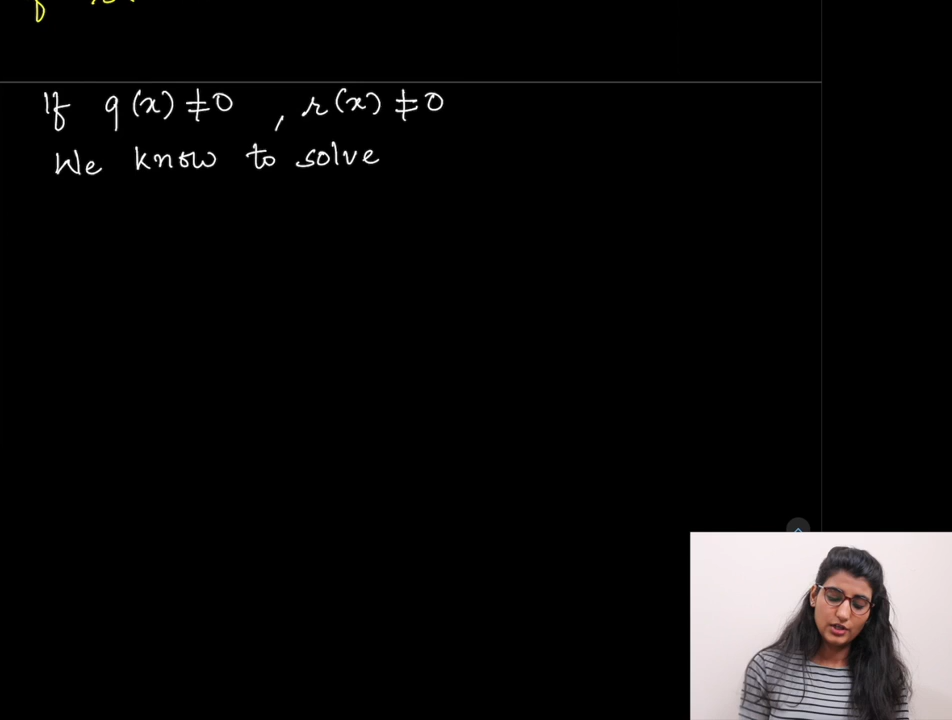 If q(x) ≠ 0 , r(x) ≠ 0
We know to solve